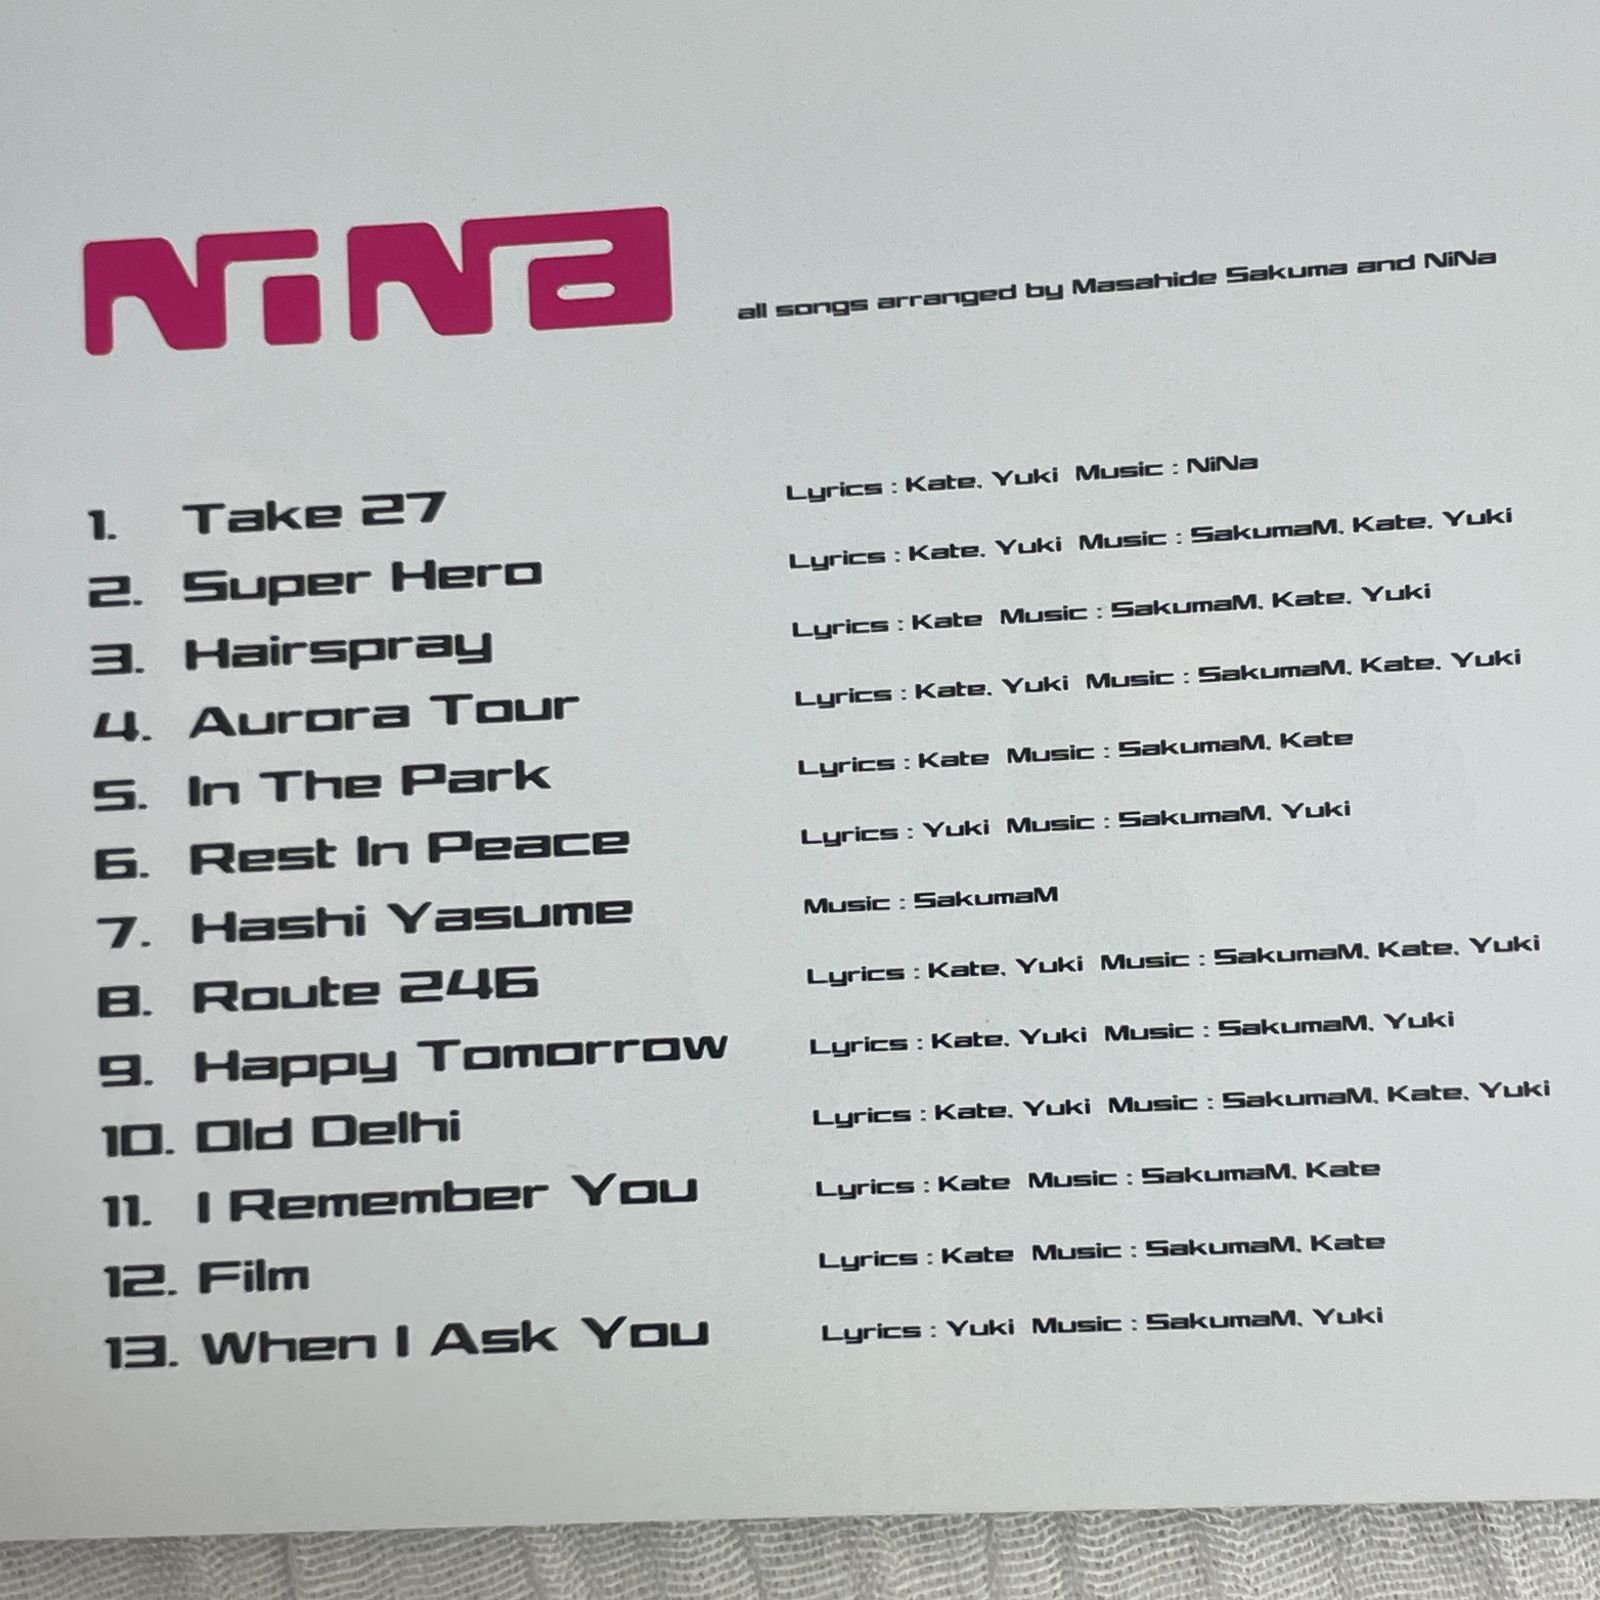 NiNa
all songs arranged by Masahide Sakuma and NiNa
1. Take 27 Lyrics : Kate, Yuki Music : NiNa
2. Super Hero Lyrics : Kate, Yuki Music : SakumaM, Kate, Yuki
3. Hairspray Lyrics : Kate Music : SakumaM, Kate, Yuki
4. Aurora Tour Lyrics : Kate, Yuki Music : SakumaM, Kate, Yuki
5. In The Park Lyrics : Kate Music : SakumaM, Kate
6. Rest In Peace Lyrics : Yuki Music : SakumaM, Yuki
7. Hashi Yasume Music : SakumaM
8. Route 246 Lyrics : Kate, Yuki Music : SakumaM, Kate, Yuki
9. Happy Tomorrow Lyrics : Kate, Yuki Music : SakumaM, Yuki
10. Old Delhi Lyrics : Kate, Yuki Music : SakumaM, Kate, Yuki
11. I Remember You Lyrics : Kate Music : SakumaM, Kate
12. Film Lyrics : Kate Music : SakumaM, Kate
13. When I Ask You Lyrics : Yuki Music : SakumaM, Yuki